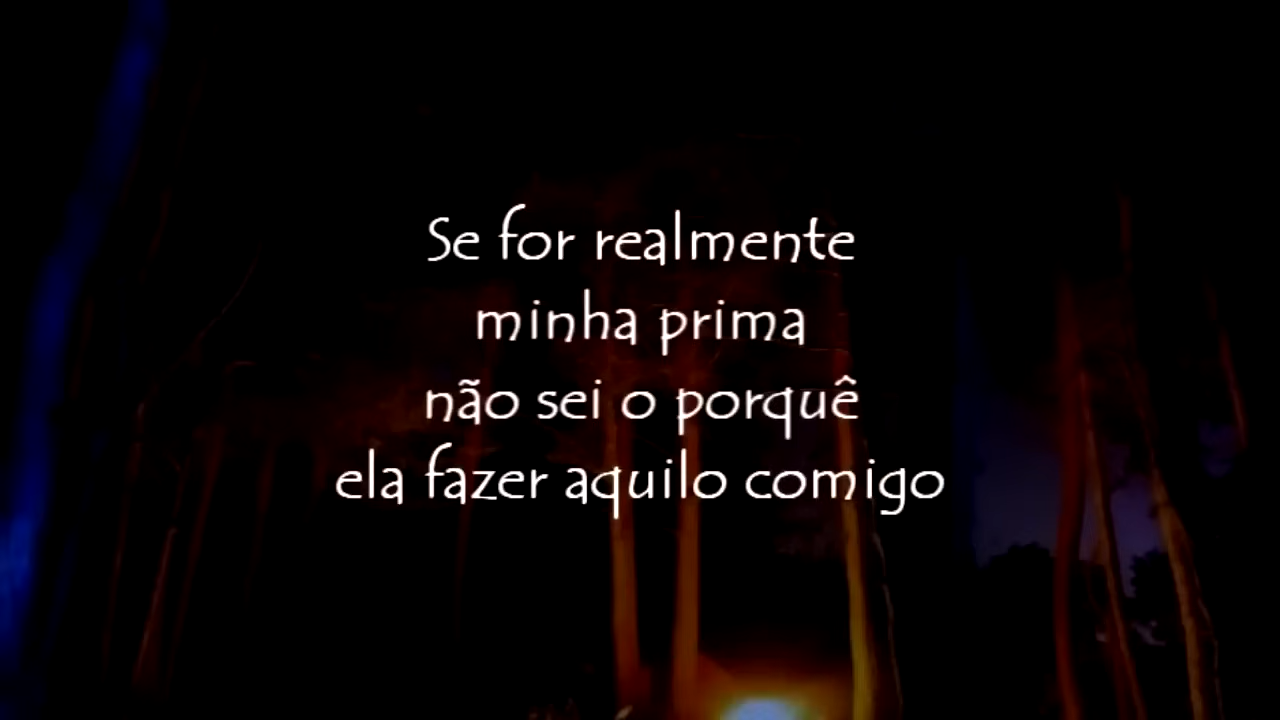 Se for realmente
minha prima
não sei o porquê
ela fazer aquilo comigo